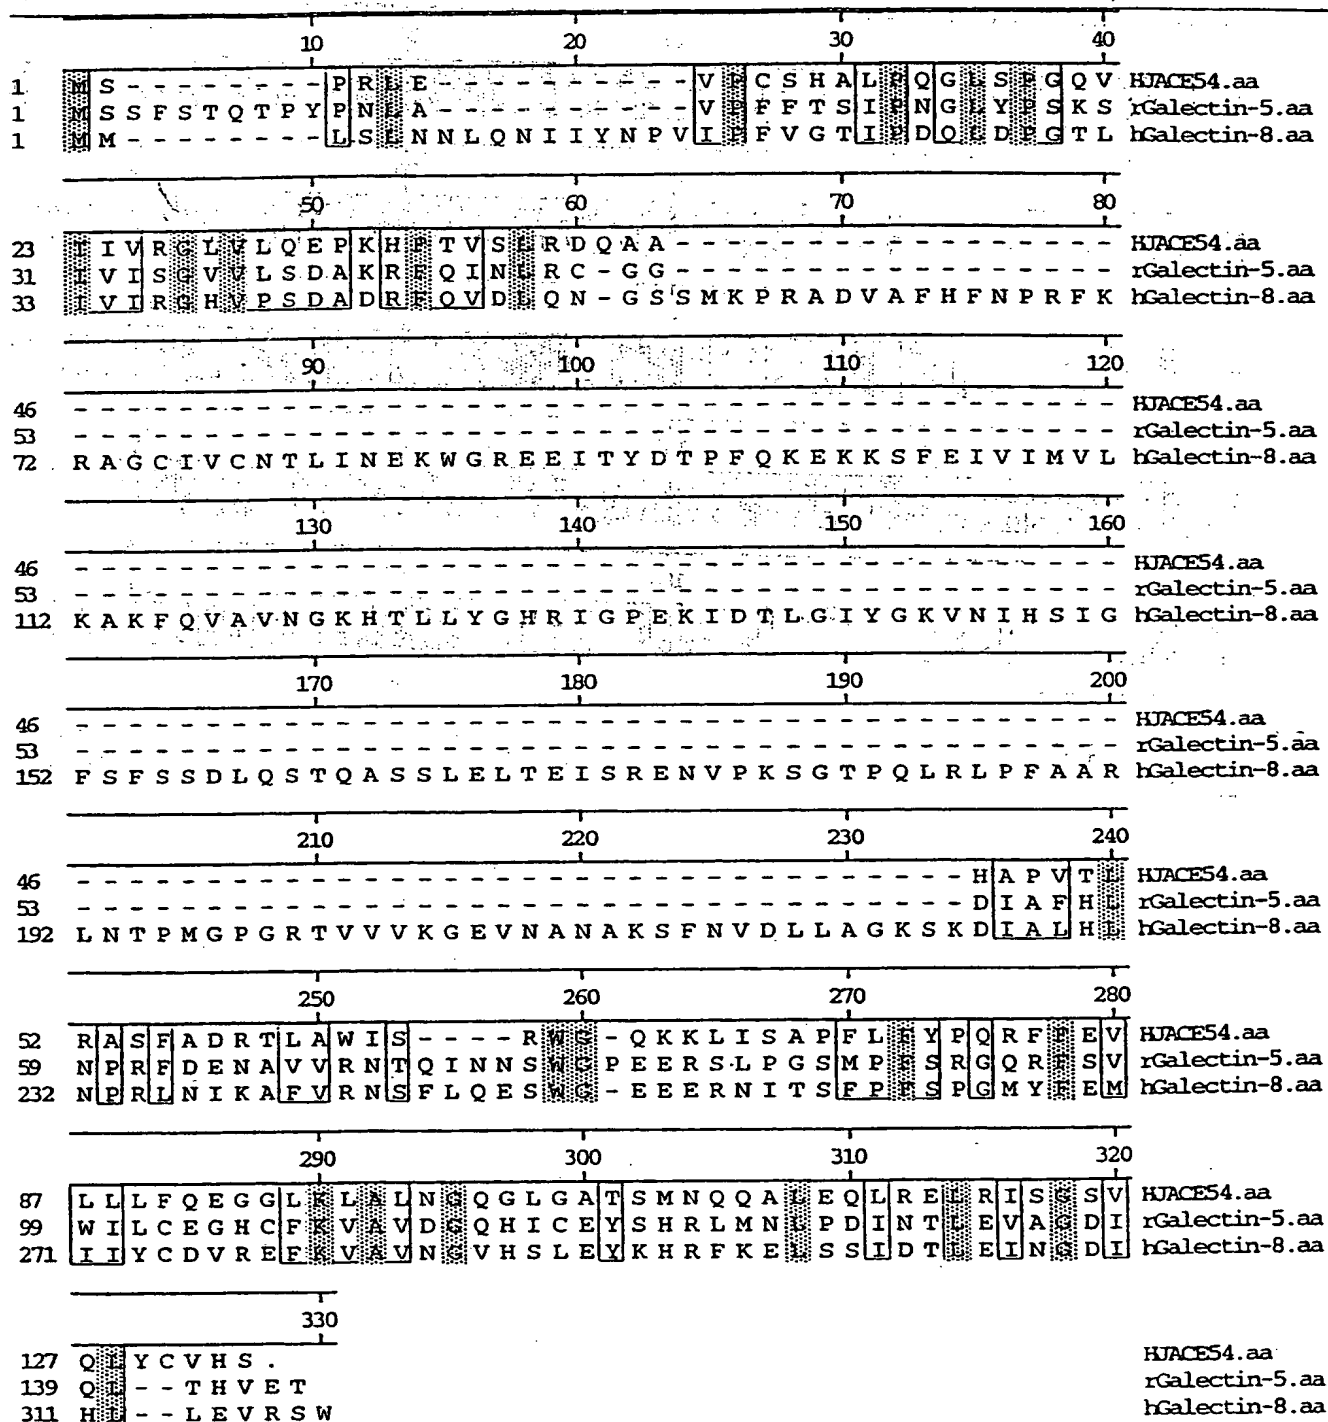 10 20 30 40
1 M S - - - - - - - - P R L E - - - - - - - - - - V P C S H A L P Q G L S P G Q V HJACE54.aa
1 M S S F S T Q T P Y P N L A - - - - - - - - - - V P F F T S I P N G L Y P S K S rGalectin-5.aa
1 M M - - - - - - - - L S L N N L Q N I I Y N P V I P F V G T I P D Q L D P G T L hGalectin-8.aa
50 60 70 80
23 I I V R G L V L Q E P K H F T V S L R D Q A A - - - - - - - - - - - - - - - - - HJACE54.aa
31 I V I S G V V L S D A K R F Q I N L R C - G G - - - - - - - - - - - - - - - - - rGalectin-5.aa
33 I V I R G H V P S D A D R F Q V D L Q N - G S S M K P R A D V A F H F N P R F K hGalectin-8.aa
90 100 110 120
46 - - - - - - - - - - - - - - - - - - - - - - - - - - - - - - - - - - - - - - - - HJACE54.aa
53 - - - - - - - - - - - - - - - - - - - - - - - - - - - - - - - - - - - - - - - - rGalectin-5.aa
72 R A G C I V C N T L I N E K W G R E E I T Y D T P F Q K E K K S F E I V I M V L hGalectin-8.aa
130 140 150 160
46 - - - - - - - - - - - - - - - - - - - - - - - - - - - - - - - - - - - - - - - - HJACE54.aa
53 - - - - - - - - - - - - - - - - - - - - - - - - - - - - - - - - - - - - - - - - rGalectin-5.aa
112 K A K F Q V A V N G K H T L L Y G H R I G P E K I D T L G I Y G K V N I H S I G hGalectin-8.aa
170 180 190 200
46 - - - - - - - - - - - - - - - - - - - - - - - - - - - - - - - - - - - - - - - - HJACE54.aa
53 - - - - - - - - - - - - - - - - - - - - - - - - - - - - - - - - - - - - - - - - rGalectin-5.aa
152 F S F S S D L Q S T Q A S S L E L T E I S R E N V P K S G T P Q L R L P F A A R hGalectin-8.aa
210 220 230 240
46 - - - - - - - - - - - - - - - - - - - - - - - - - - - - - - - - - - H A P V T L HJACE54.aa
53 - - - - - - - - - - - - - - - - - - - - - - - - - - - - - - - - - - D I A F H L rGalectin-5.aa
192 L N T P M G P G R T V V V K G E V N A N A K S F N V D L L A G K S K D I A L H L hGalectin-8.aa
250 260 270 280
52 R A S F A D R T L A W I S - - - - R W G - Q K K L I S A P F L F Y P Q R F F E V HJACE54.aa
59 N P R F D E N A V V R N T Q I N N S W G P E E R S L P G S M P F S R G Q R F S V rGalectin-5.aa
232 N P R L N I K A F V R N S F L Q E S W G - E E E R N I T S F P F S P G M Y F E M hGalectin-8.aa
290 300 310 320
87 L L L F Q E G G L K L A L N G Q G L G A T S M N Q Q A L E Q L R E L R I S G S V HJACE54.aa
99 W I L C E G H C F K V A V D G Q H I C E Y S H R L M N L P D I N T L E V A G D I rGalectin-5.aa
271 I I Y C D V R E F K V A V N G V H S L E Y K H R F K E L S S I D T L E I N G D I hGalectin-8.aa
330
127 Q L Y C V H S . HJACE54.aa
139 Q L - - T H V E T rGalectin-5.aa
311 H L - - L E V R S W hGalectin-8.aa